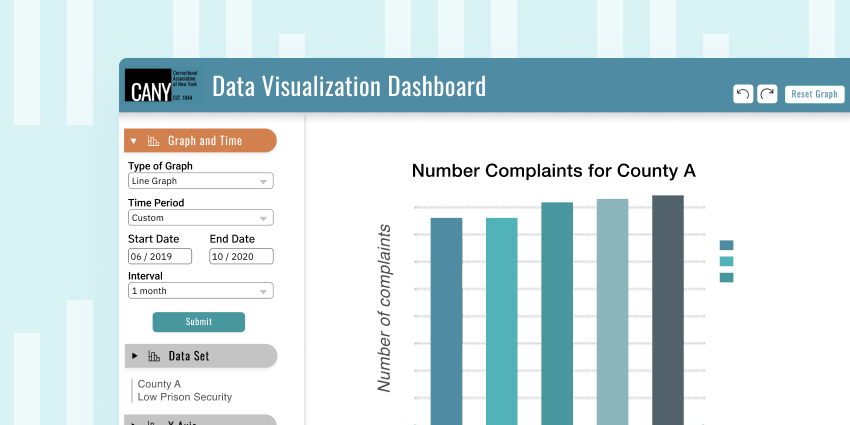 CANY
Correctional
Association
of New York
EST. 1844
Data Visualization Dashboard
Reset Graph
Graph and Time
Type of Graph
Line Graph
Time Period
Custom
Start Date
End Date
06 / 2019
10 / 2020
Interval
1 month
Submit
Data Set
County A
Low Prison Security
X Axis
Number Complaints for County A
Number of complaints